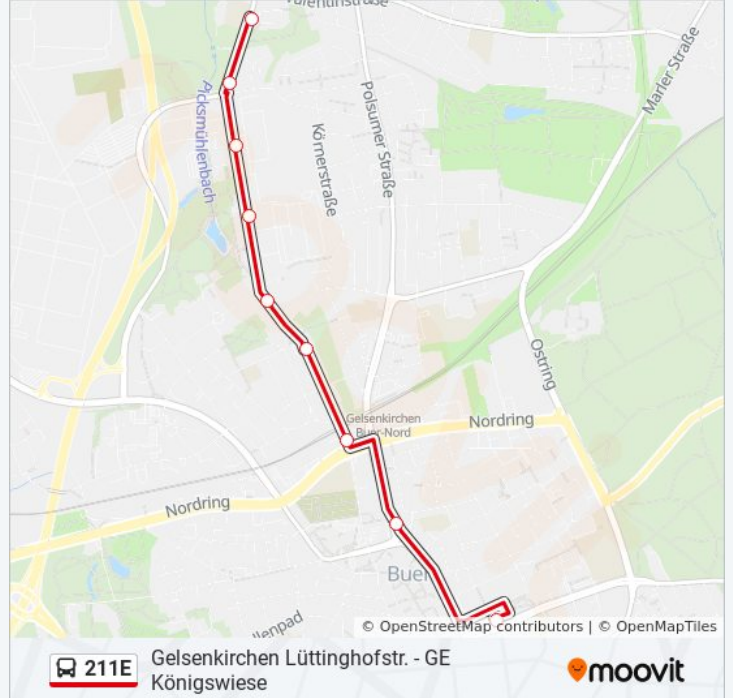 Marler Straße
Polsumer Straße
Körnerstraße
Ostring
Gelsenkirchen
Buer-Nord
Nordring
Nordring
Buer
© OpenStreetMap contributors | © OpenMapTiles
211E
Gelsenkirchen Lüttinghofstr. - GE
Königswiese
moovit